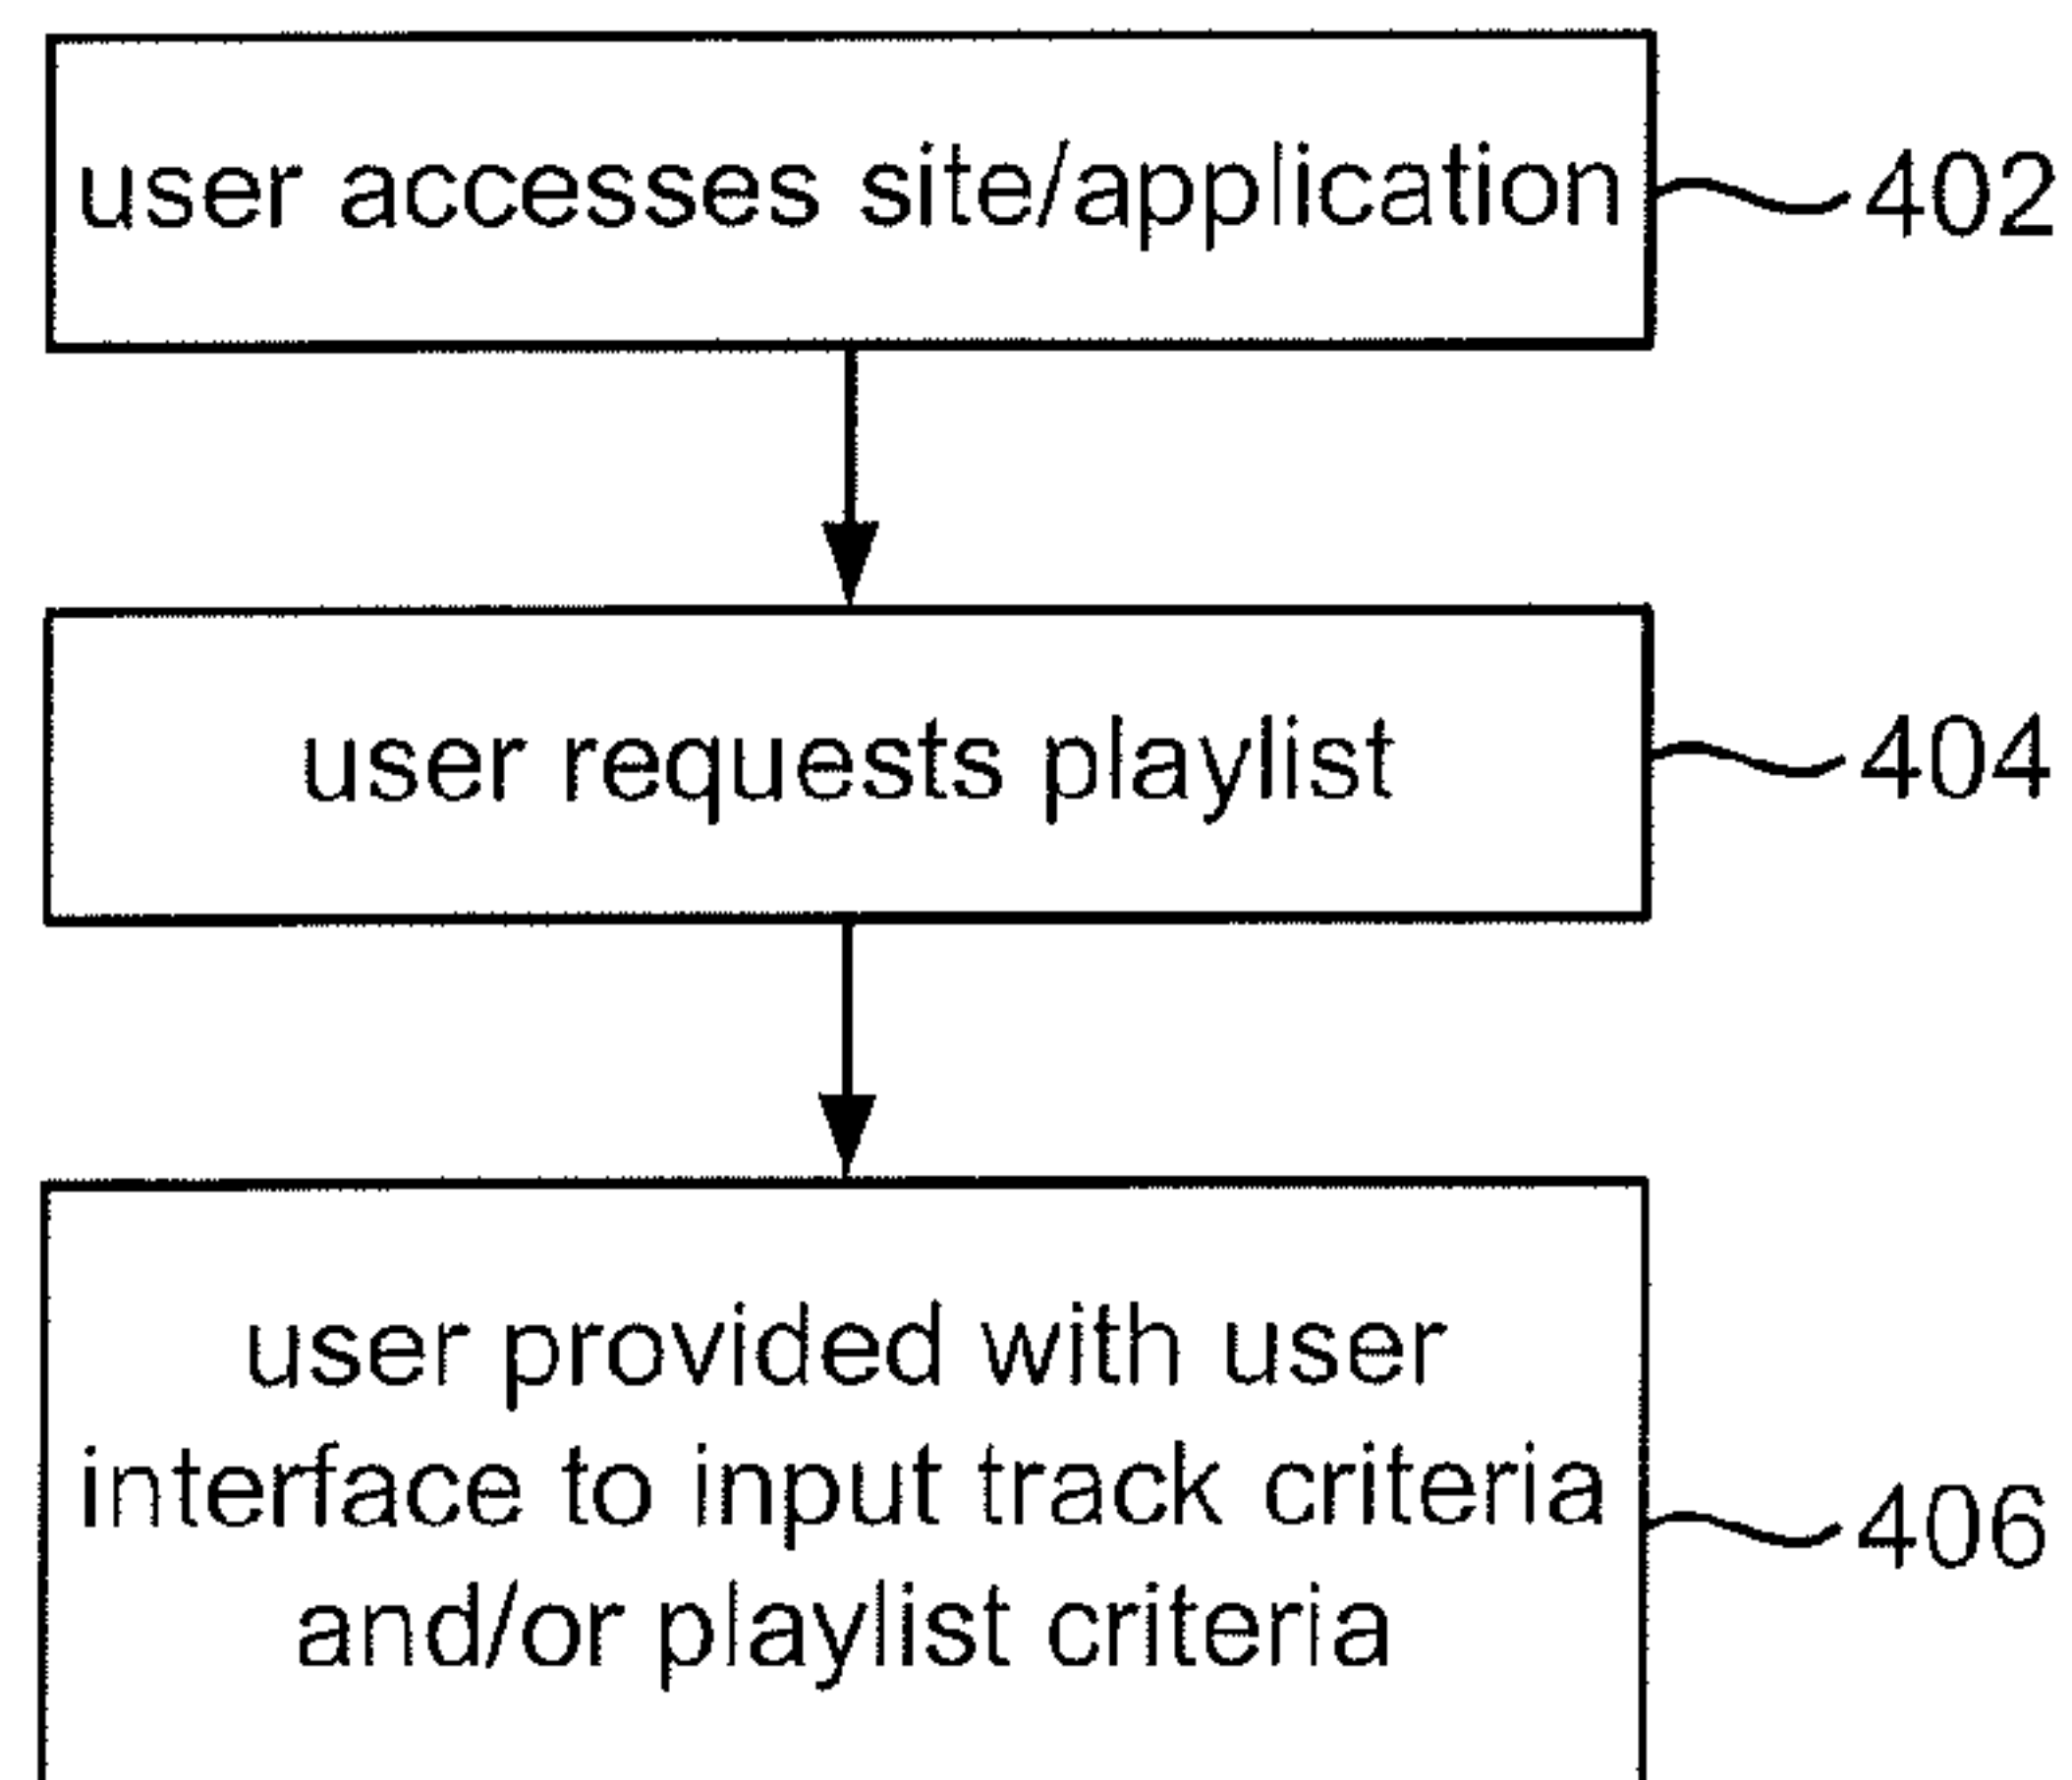 user accesses site/application
402
user requests playlist
404
user provided with user
interface to input track criteria
and/or playlist criteria
406